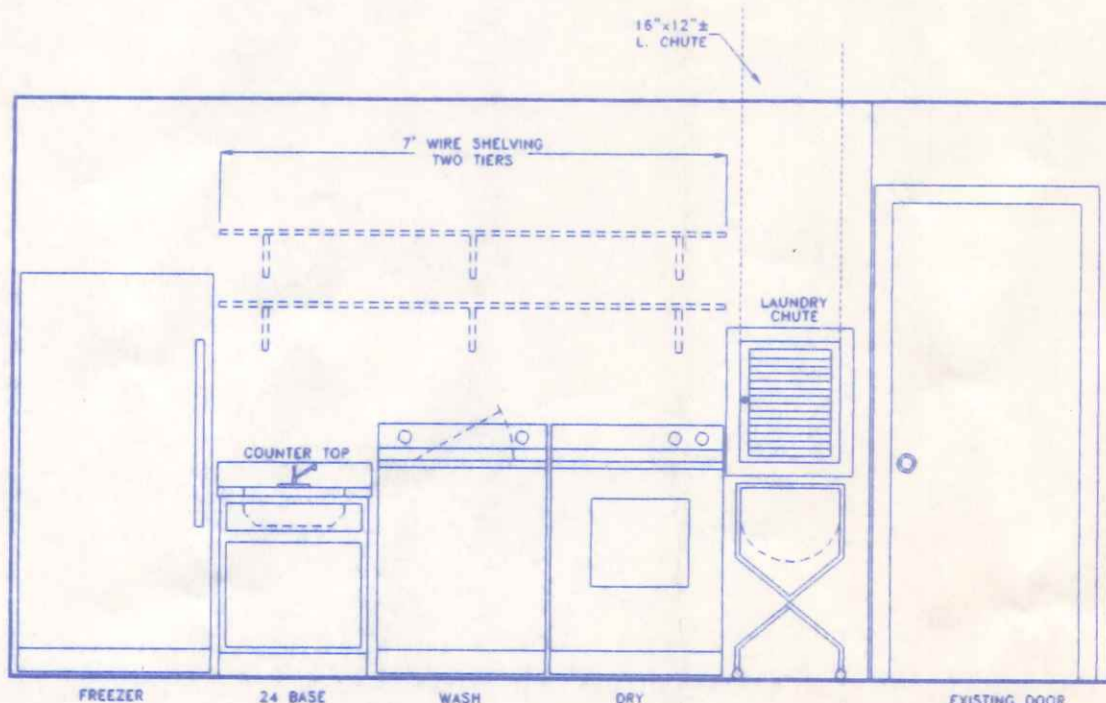 16"x12"±
L. CHUTE
7' WIRE SHELVING
TWO TIERS
LAUNDRY
CHUTE
COUNTER TOP
FREEZER
24 BASE
WASH
DRY
EXISTING DOOR